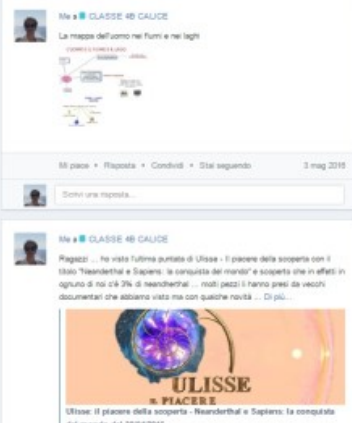 Me a CLASSE 4B CALICE
La mappa dell'uomo nei fiumi e nei laghi
Mi piace • Risposta • Condividi • Stai seguendo 3 mag 2016
Scrivi una risposta...
Me a CLASSE 4B CALICE
Ragazzi ... ho visto l'ultima puntata di Ulisse - Il piacere della scoperta con il
titolo "Neanderthal e Sapiens: la conquista del mondo" e scoperto che in effetti in
ognuno di noi c'è 3% di neandherthal ... molti pezzi li hanno presi da vecchi
documentari che abbiamo visto ma con qualche novità ... Di più...
ULISSE
IL PIACERE
Ulisse: il piacere della scoperta - Neanderthal e Sapiens: la conquista